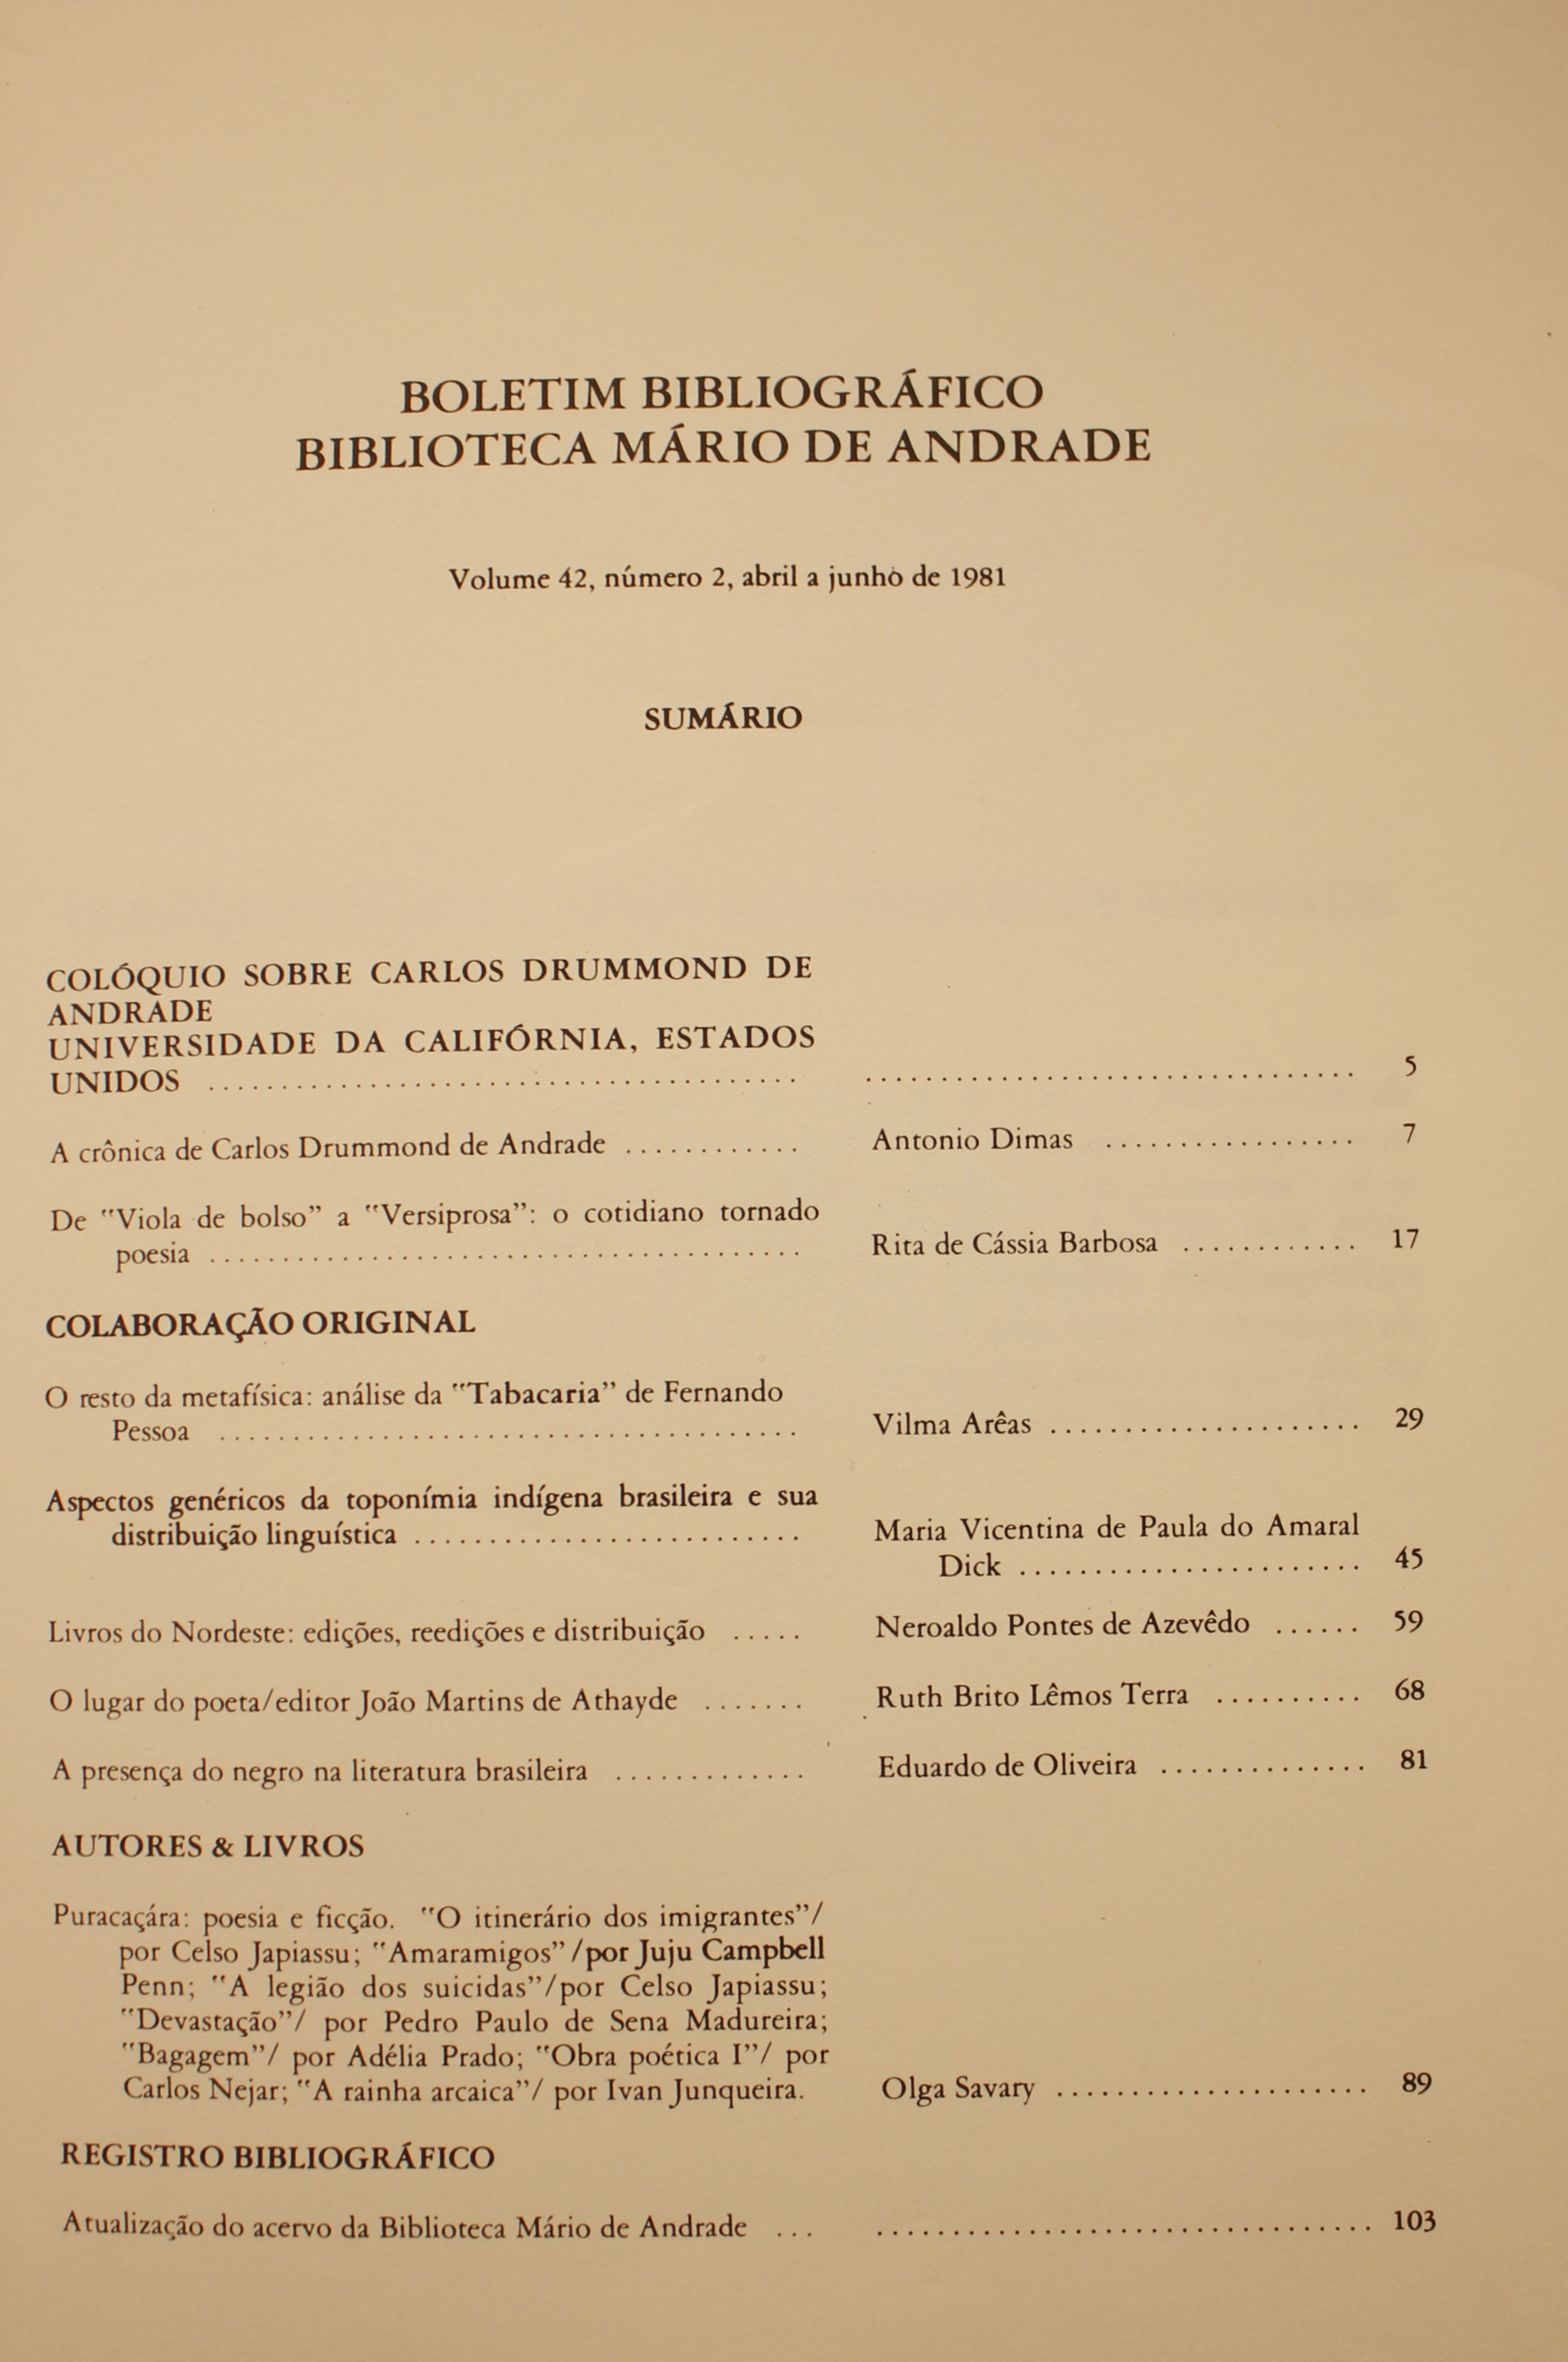 BOLETIM BIBLIOGRÁFICO
BIBLIOTECA MÁRIO DE ANDRADE
Volume 42, número 2, abril a junho de 1981
SUMÁRIO
COLÓQUIO SOBRE CARLOS DRUMMOND DE
ANDRADE
UNIVERSIDADE DA CALIFÓRNIA, ESTADOS
UNIDOS ........................................ ................................. 5
A crônica de Carlos Drummond de Andrade ............ Antonio Dimas ................. 7
De "Viola de bolso" a "Versiprosa": o cotidiano tornado
poesia ........................................ Rita de Cássia Barbosa ............ 17
COLABORAÇÃO ORIGINAL
O resto da metafísica: análise da "Tabacaria" de Fernando
Pessoa ....................................... Vilma Arêas ..................... 29
Aspectos genéricos da toponímia indígena brasileira e sua
distribuição linguística .......................... Maria Vicentina de Paula do Amaral
Dick ....................... 45
Livros do Nordeste: edições, reedições e distribuição ..... Neroaldo Pontes de Azevêdo ...... 59
O lugar do poeta/editor João Martins de Athayde ....... Ruth Brito Lêmos Terra .......... 68
A presença do negro na literatura brasileira ............. Eduardo de Oliveira .............. 81
AUTORES & LIVROS
Puracaçára: poesia e ficção. "O itinerário dos imigrantes"/
por Celso Japiassu; "Amaramigos"/por Juju Campbell
Penn; "A legião dos suicidas"/por Celso Japiassu;
"Devastação"/ por Pedro Paulo de Sena Madureira;
"Bagagem"/ por Adélia Prado; "Obra poética I"/ por
Carlos Nejar; "A rainha arcaica"/ por Ivan Junqueira. Olga Savary ..................... 89
REGISTRO BIBLIOGRÁFICO
Atualização do acervo da Biblioteca Mário de Andrade ... ................................. 103